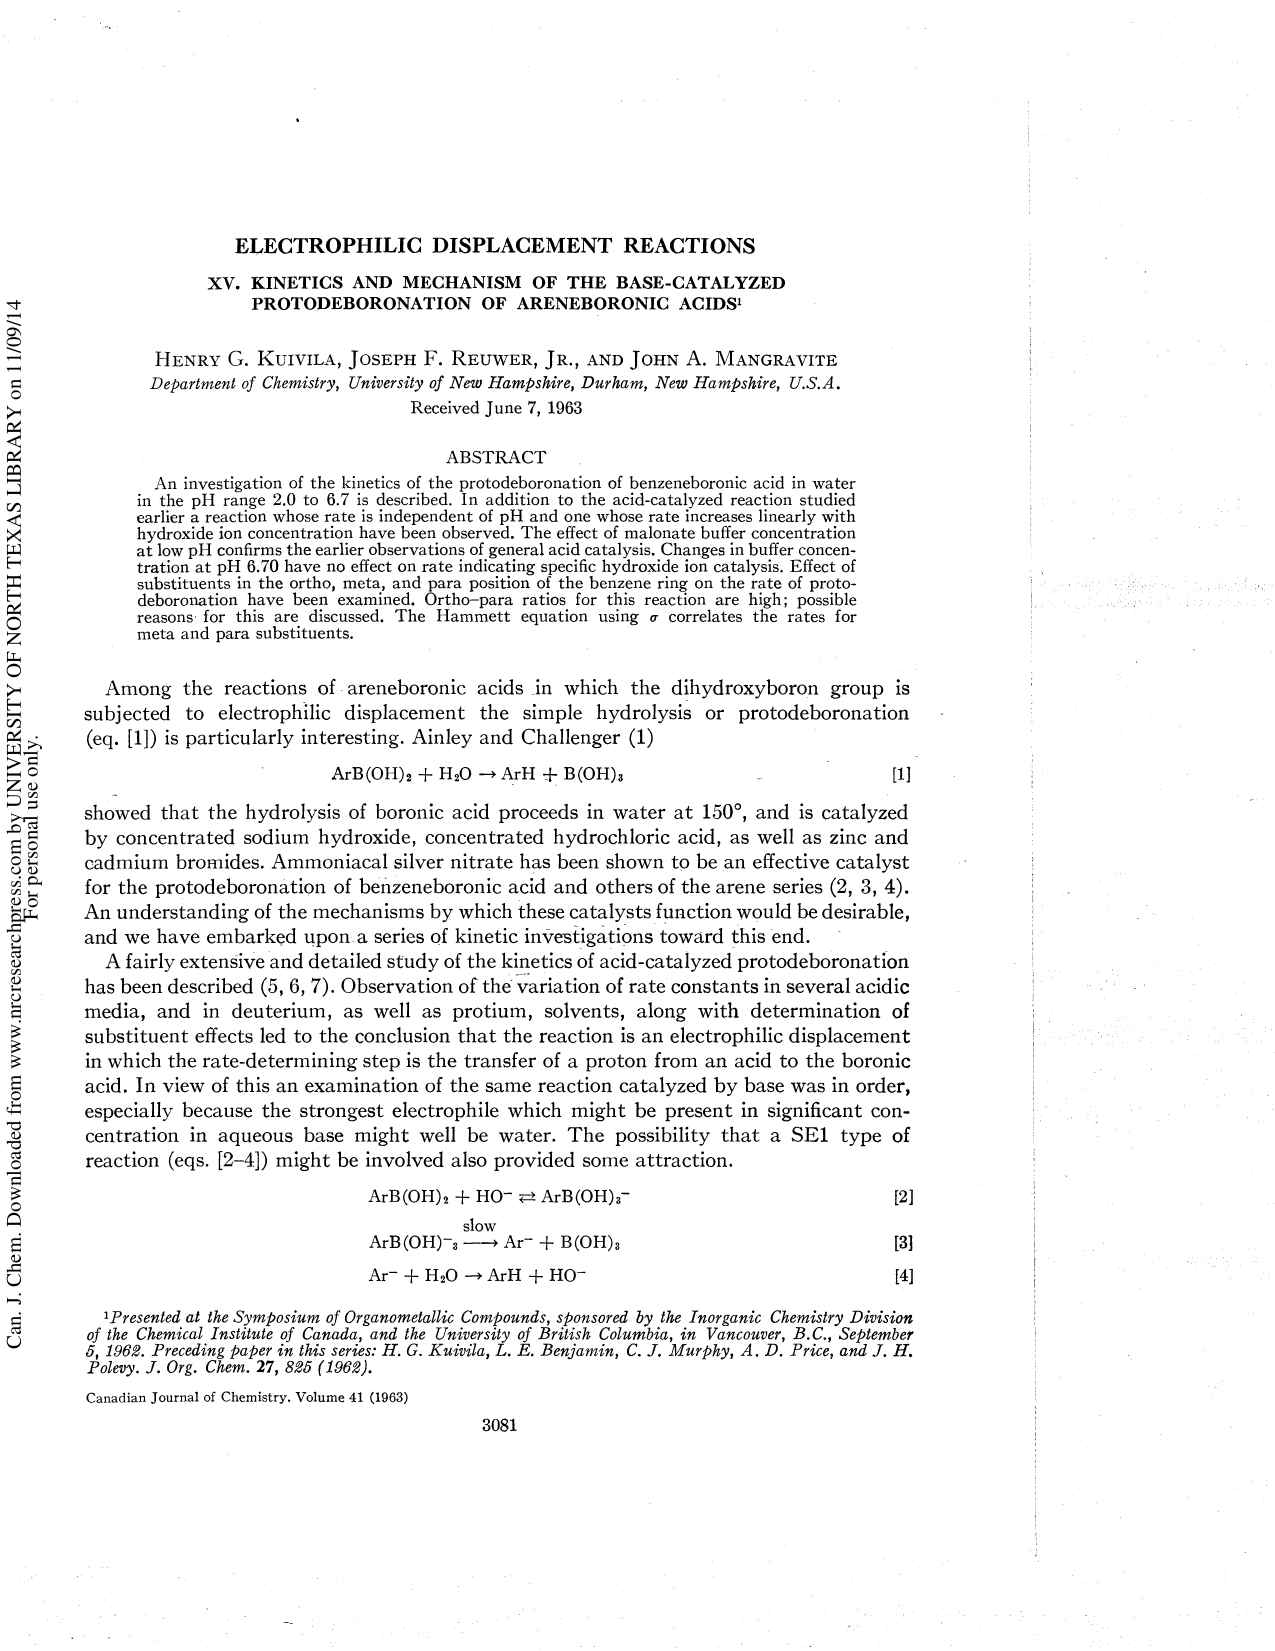 ELECTROPHILIC DISPLACEMENT REACTIONS
XV. KINETICS AND MECHANISM OF THE BASE-CATALYZED
PROTODEBORONATION OF ARENEBORONIC ACIDS¹
HENRY G. KUIVILA, JOSEPH F. REUWER, JR., AND JOHN A. MANGRAVITE
Department of Chemistry, University of New Hampshire, Durham, New Hampshire, U.S.A.
Received June 7, 1963
ABSTRACT
An investigation of the kinetics of the protodeboronation of benzeneboronic acid in water
in the pH range 2.0 to 6.7 is described. In addition to the acid-catalyzed reaction studied
earlier a reaction whose rate is independent of pH and one whose rate increases linearly with
hydroxide ion concentration have been observed. The effect of malonate buffer concentration
at low pH confirms the earlier observations of general acid catalysis. Changes in buffer concen-
tration at pH 6.70 have no effect on rate indicating specific hydroxide ion catalysis. Effect of
substituents in the ortho, meta, and para position of the benzene ring on the rate of proto-
deboronation have been examined. Ortho–para ratios for this reaction are high; possible
reasons for this are discussed. The Hammett equation using σ correlates the rates for
meta and para substituents.
Among the reactions of areneboronic acids in which the dihydroxyboron group is
subjected to electrophilic displacement the simple hydrolysis or protodeboronation
(eq. [1]) is particularly interesting. Ainley and Challenger (1)
ArB(OH)₂ + H₂O → ArH + B(OH)₃ [1]
showed that the hydrolysis of boronic acid proceeds in water at 150°, and is catalyzed
by concentrated sodium hydroxide, concentrated hydrochloric acid, as well as zinc and
cadmium bromides. Ammoniacal silver nitrate has been shown to be an effective catalyst
for the protodeboronation of benzeneboronic acid and others of the arene series (2, 3, 4).
An understanding of the mechanisms by which these catalysts function would be desirable,
and we have embarked upon a series of kinetic investigations toward this end.
A fairly extensive and detailed study of the kinetics of acid-catalyzed protodeboronation
has been described (5, 6, 7). Observation of the variation of rate constants in several acidic
media, and in deuterium, as well as protium, solvents, along with determination of
substituent effects led to the conclusion that the reaction is an electrophilic displacement
in which the rate-determining step is the transfer of a proton from an acid to the boronic
acid. In view of this an examination of the same reaction catalyzed by base was in order,
especially because the strongest electrophile which might be present in significant con-
centration in aqueous base might well be water. The possibility that a SE1 type of
reaction (eqs. [2–4]) might be involved also provided some attraction.
ArB(OH)₂ + HO⁻ ⇄ ArB(OH)₃⁻ [2]
slow
ArB(OH)⁻₃ ⟶ Ar⁻ + B(OH)₃ [3]
Ar⁻ + H₂O → ArH + HO⁻ [4]
¹Presented at the Symposium of Organometallic Compounds, sponsored by the Inorganic Chemistry Division
of the Chemical Institute of Canada, and the University of British Columbia, in Vancouver, B.C., September
5, 1962. Preceding paper in this series: H. G. Kuivila, L. E. Benjamin, C. J. Murphy, A. D. Price, and J. H.
Polevy. J. Org. Chem. 27, 825 (1962).
Canadian Journal of Chemistry. Volume 41 (1963)
3081
Can. J. Chem. Downloaded from www.nrcresearchpress.com by UNIVERSITY OF NORTH TEXAS LIBRARY on 11/09/14
For personal use only.